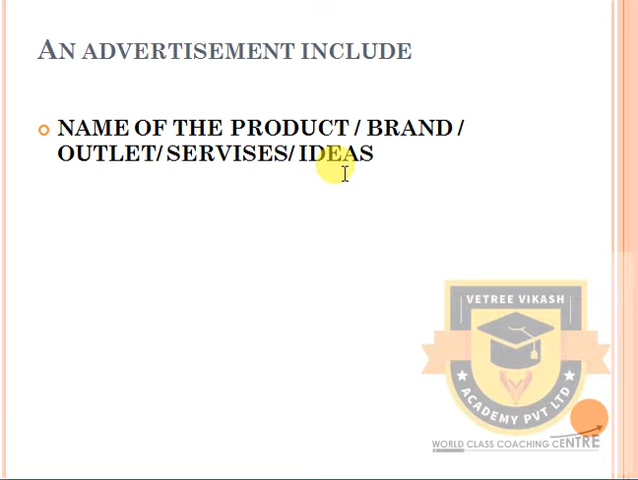 AN ADVERTISEMENT INCLUDE
NAME OF THE PRODUCT / BRAND /
OUTLET/ SERVISES/ IDEAS
VETREE VIKASH
ACADEMY PVT LTD
WORLD CLASS COACHING CENTRE